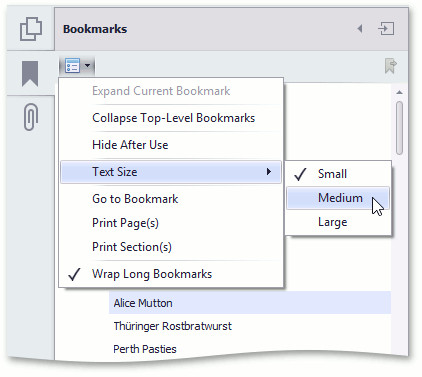 Bookmarks
Expand Current Bookmark
Collapse Top-Level Bookmarks
Hide After Use
Text Size
Small
Medium
Large
Go to Bookmark
Print Page(s)
Print Section(s)
Wrap Long Bookmarks
Alice Mutton
Thüringer Rostbratwurst
Perth Pasties